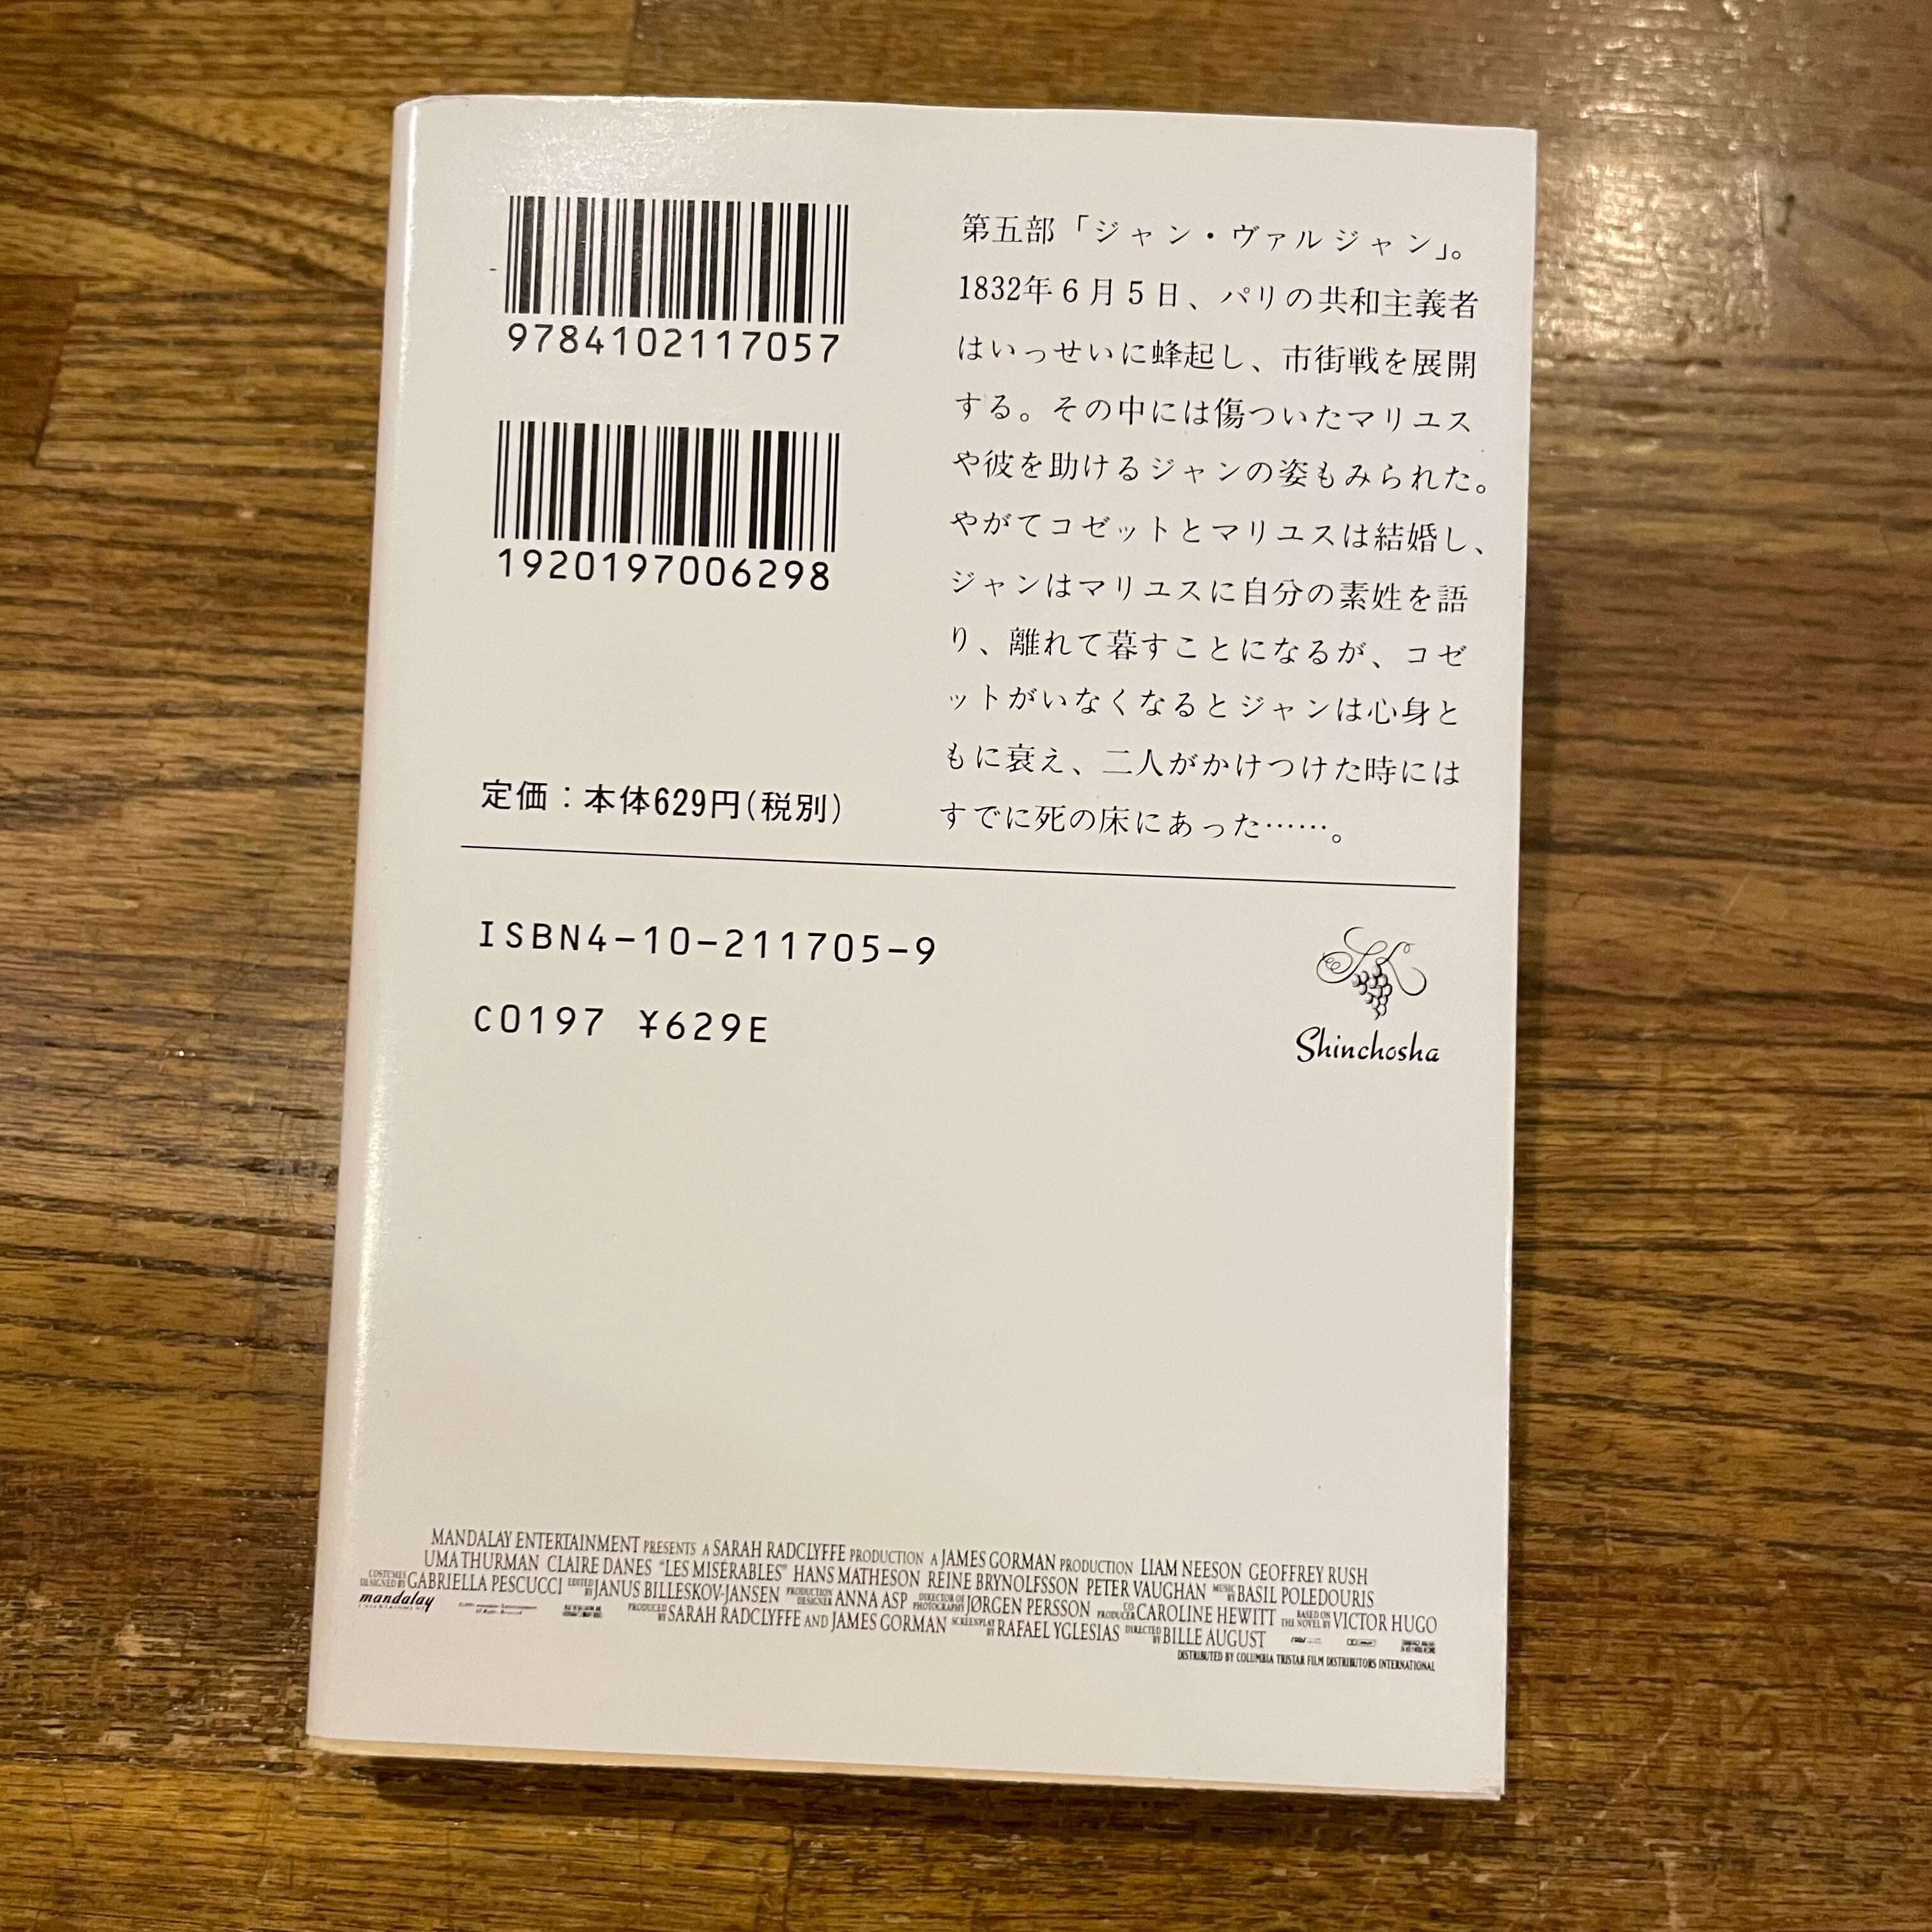 9784102117057
1920197006298
定価：本体629円(税別)
第五部「ジャン・ヴァルジャン」。
1832年6月5日、パリの共和主義者
はいっせいに蜂起し、市街戦を展開
する。その中には傷ついたマリユス
や彼を助けるジャンの姿もみられた。
やがてコゼットとマリユスは結婚し、
ジャンはマリユスに自分の素姓を語
り、離れて暮すことになるが、コゼ
ットがいなくなるとジャンは心身と
もに衰え、二人がかけつけた時には
すでに死の床にあった……。
ISBN4-10-211705-9
C0197 ¥629E
Shinchosha
MANDALAY ENTERTAINMENT PRESENTS A SARAH RADCLYFFE PRODUCTION A JAMES GORMAN PRODUCTION LIAM NEESON GEOFFREY RUSH
UMA THURMAN CLAIRE DANES "LES MISÉRABLES" HANS MATHESON REINE BRYNOLFSSON PETER VAUGHAN MUSIC BY BASIL POLEDOURIS
COSTUMES DESIGNED BY GABRIELLA PESCUCCI EDITED BY JANUS BILLESKOV-JANSEN PRODUCTION DESIGNER ANNA ASP DIRECTOR OF PHOTOGRAPHY JØRGEN PERSSON CO PRODUCER CAROLINE HEWITT BASED ON THE NOVEL BY VICTOR HUGO
mandalay PRODUCED BY SARAH RADCLYFFE AND JAMES GORMAN SCREENPLAY BY RAFAEL YGLESIAS DIRECTED BY BILLE AUGUST
DISTRIBUTED BY COLUMBIA TRISTAR FILM DISTRIBUTORS INTERNATIONAL